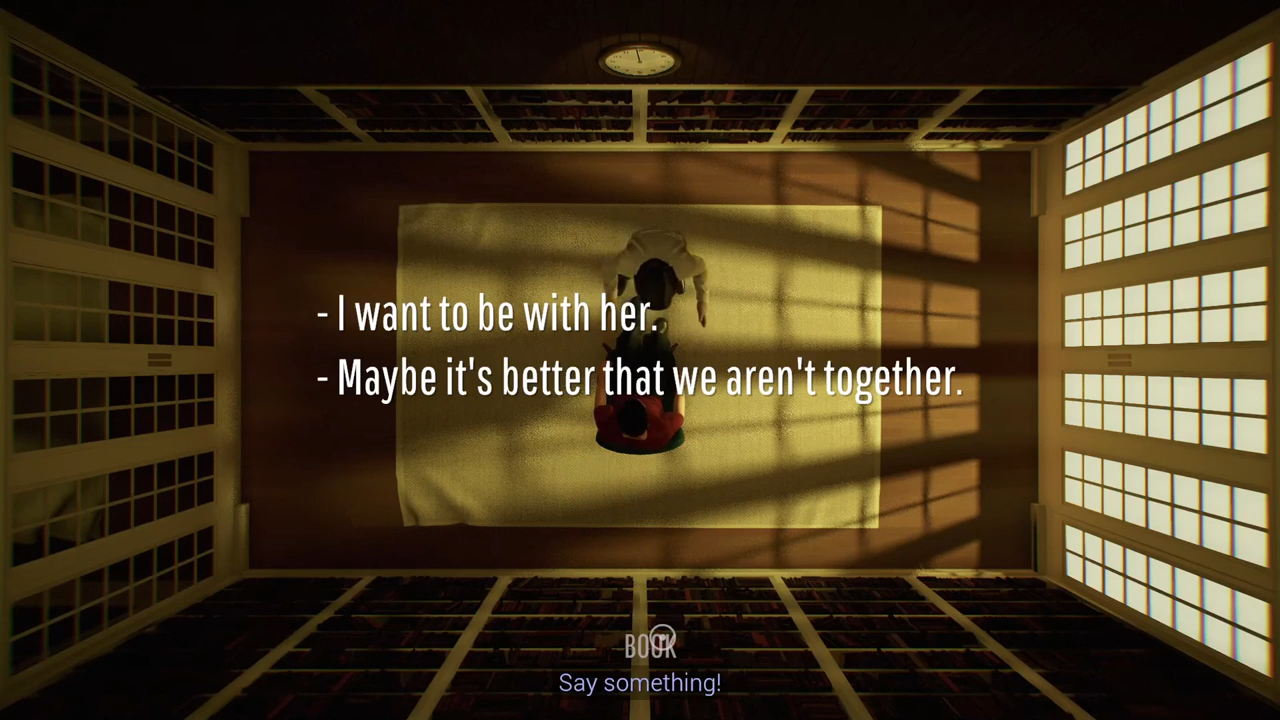 - I want to be with her.
- Maybe it's better that we aren't together.
BOOK
Say something!